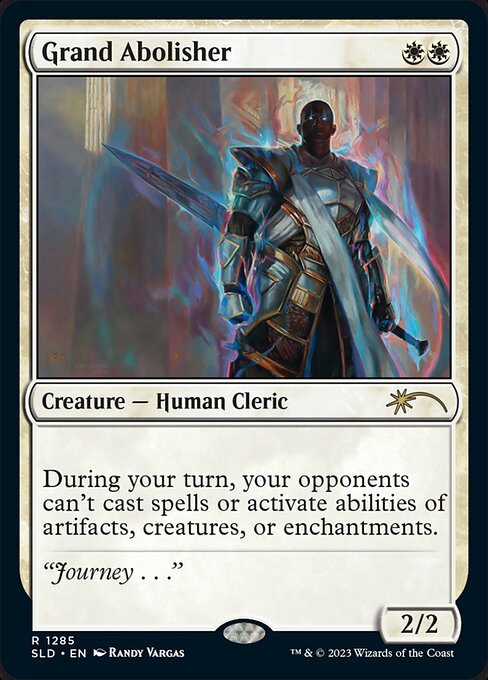 Grand Abolisher
Creature — Human Cleric
During your turn, your opponents
can't cast spells or activate abilities of
artifacts, creatures, or enchantments.
“Journey . . .”
2/2
R 1285
SLD • EN RANDY VARGAS
™ & © 2023 Wizards of the Coast